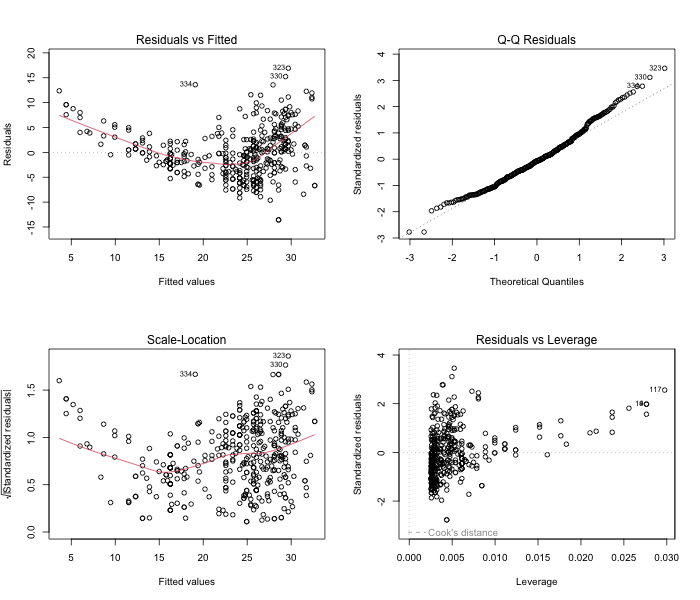 Residuals vs Fitted
Residuals
20
15
10
5
0
-5
-10
-15
323
330
334
5 10 15 20 25 30
Fitted values
Q-Q Residuals
Standardized residuals
4
3
2
1
0
-1
-2
-3
323
330
334
-3 -2 -1 0 1 2 3
Theoretical Quantiles
Scale-Location
√|Standardized residuals|
1.5
1.0
0.5
0.0
323
330
334
5 10 15 20 25 30
Fitted values
Residuals vs Leverage
Standardized residuals
4
2
0
-2
117
Cook's distance
0.000 0.005 0.010 0.015 0.020 0.025 0.030
Leverage